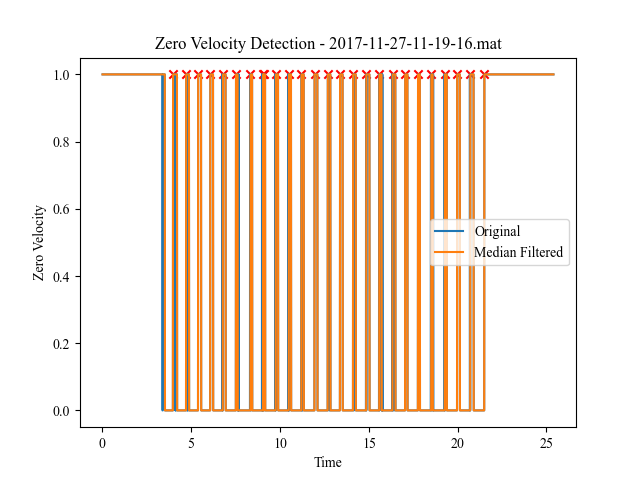 Zero Velocity Detection - 2017-11-27-11-19-16.mat
1.0
0.8
0.6
0.4
0.2
0.0
Zero Velocity
Original
Median Filtered
0
5
10
15
20
25
Time